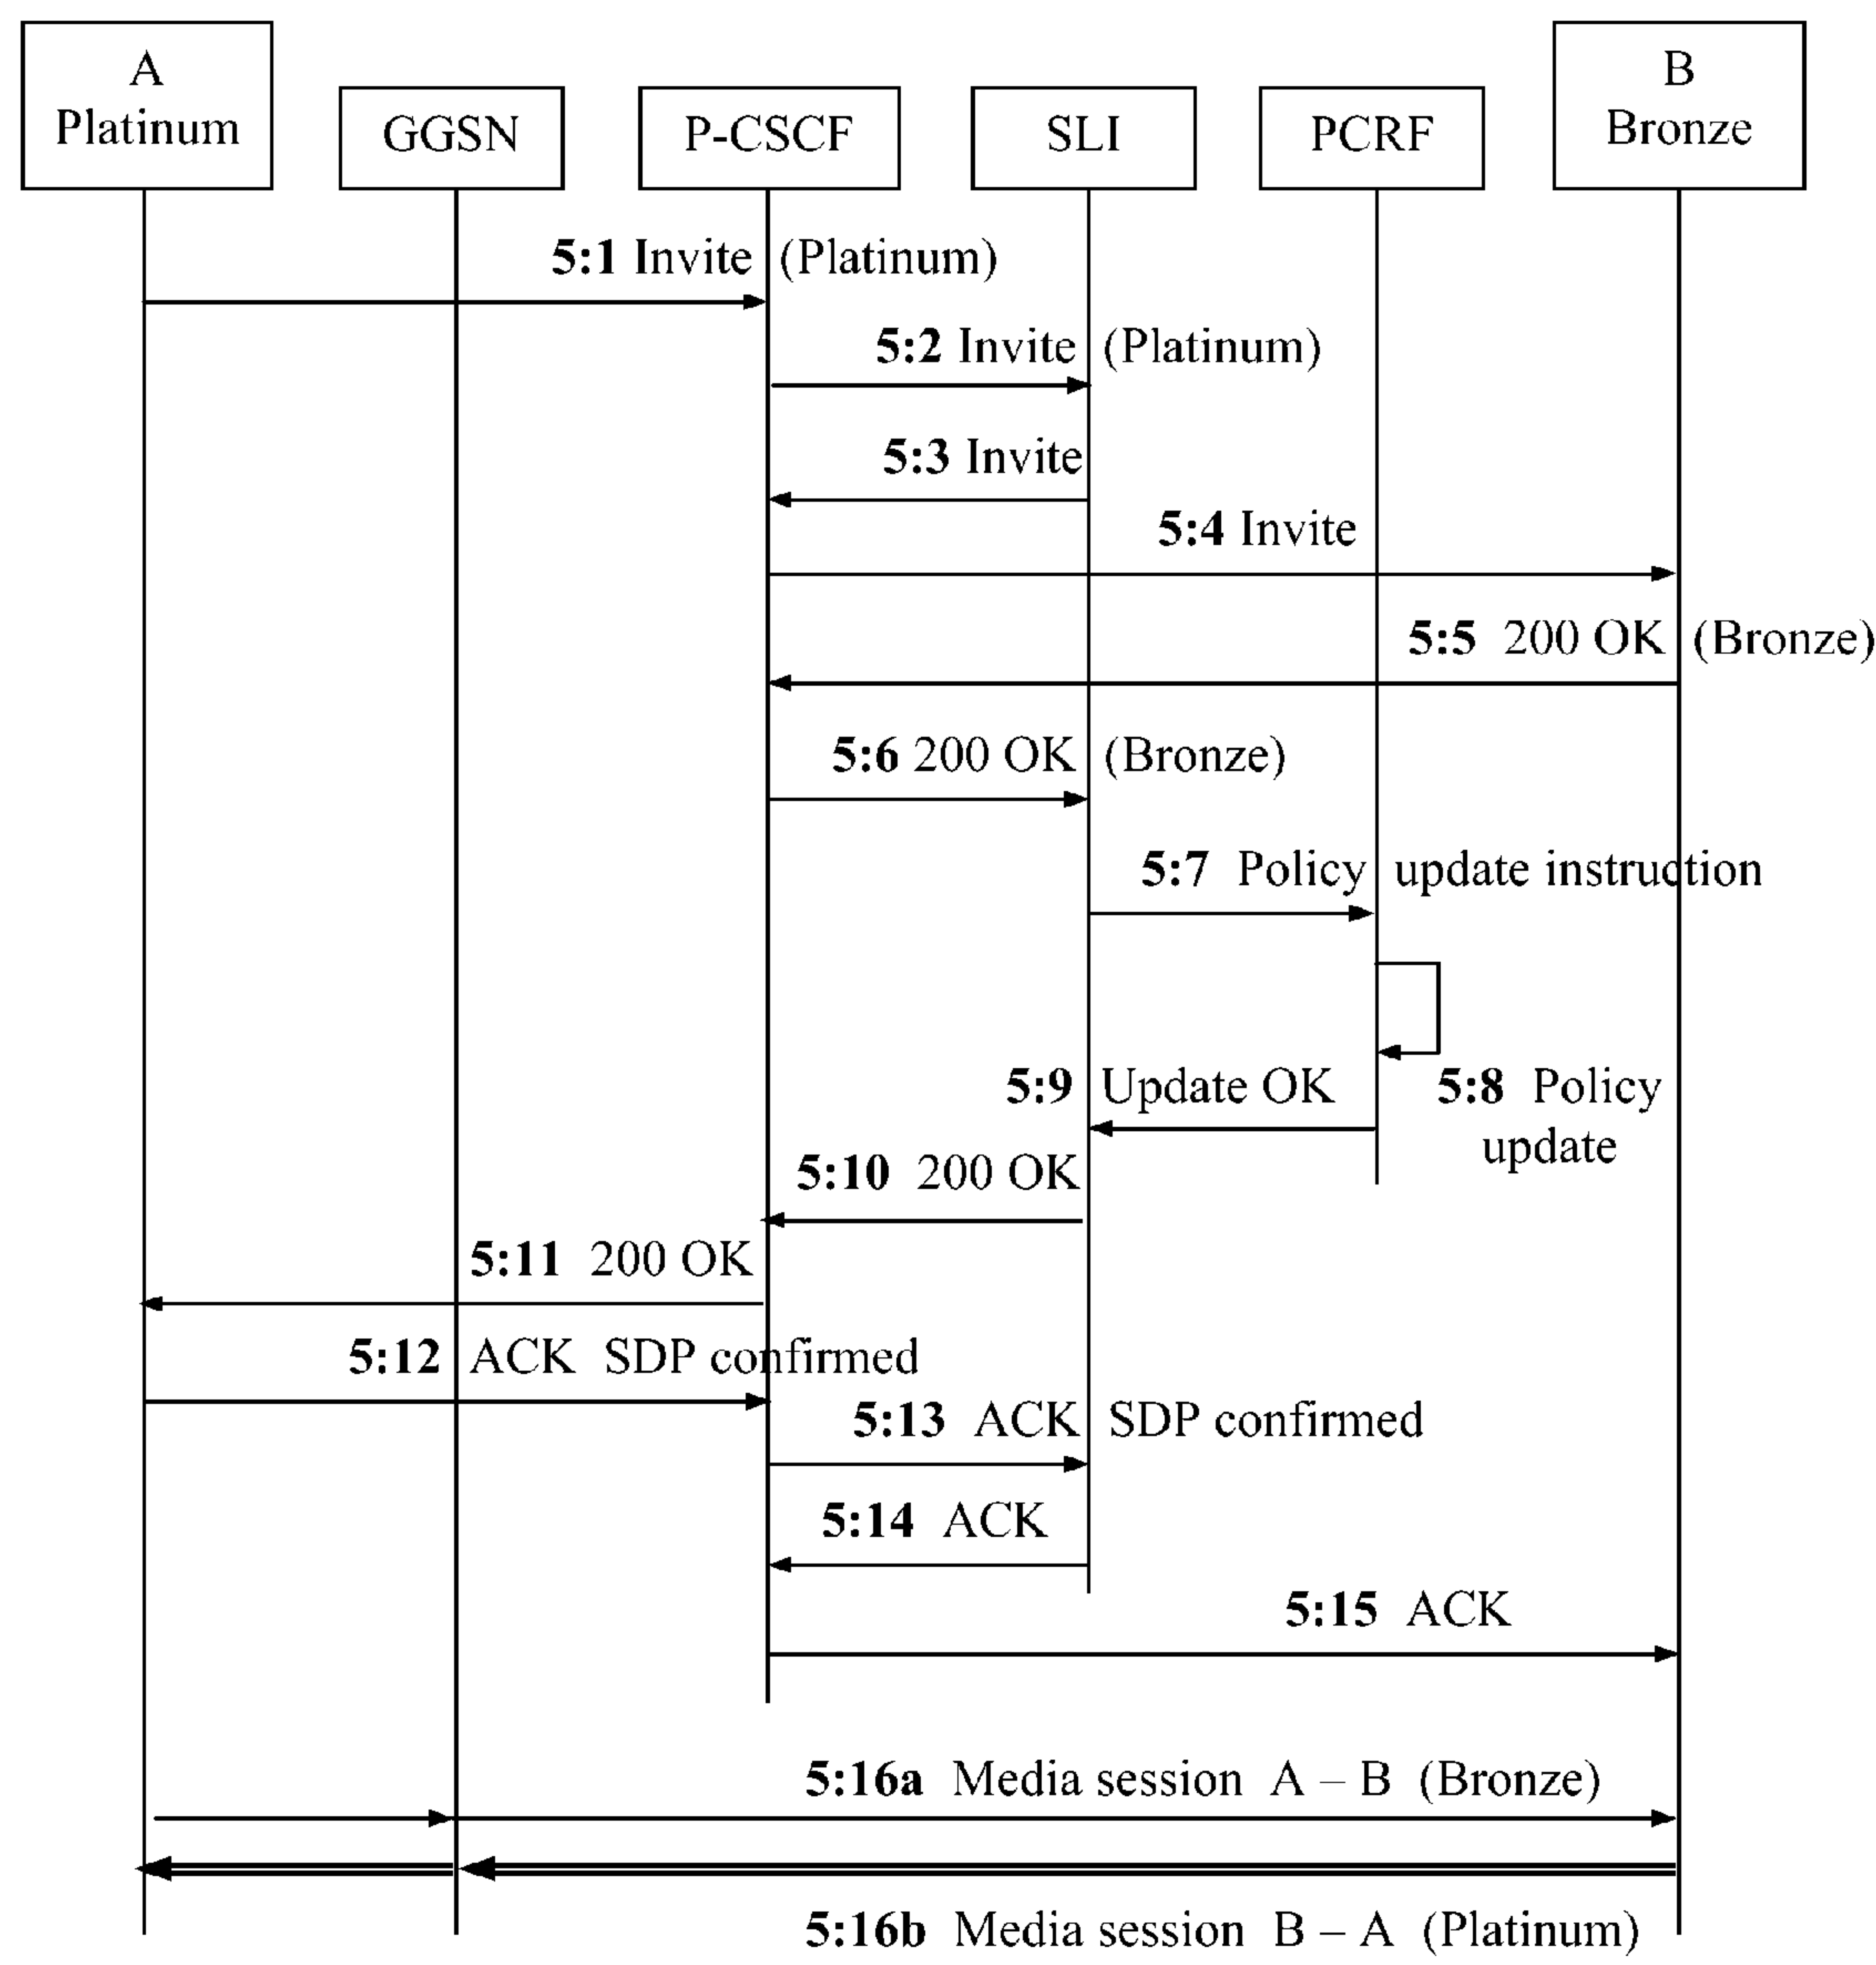 A
Platinum
GGSN
P-CSCF
SLI
PCRF
B
Bronze
5:1 Invite (Platinum)
5:2 Invite (Platinum)
5:3 Invite
5:4 Invite
5:5 200 OK (Bronze)
5:6 200 OK (Bronze)
5:7 Policy update instruction
5:8 Policy
update
5:9 Update OK
5:10 200 OK
5:11 200 OK
5:12 ACK SDP confirmed
5:13 ACK SDP confirmed
5:14 ACK
5:15 ACK
5:16a Media session A – B (Bronze)
5:16b Media session B – A (Platinum)